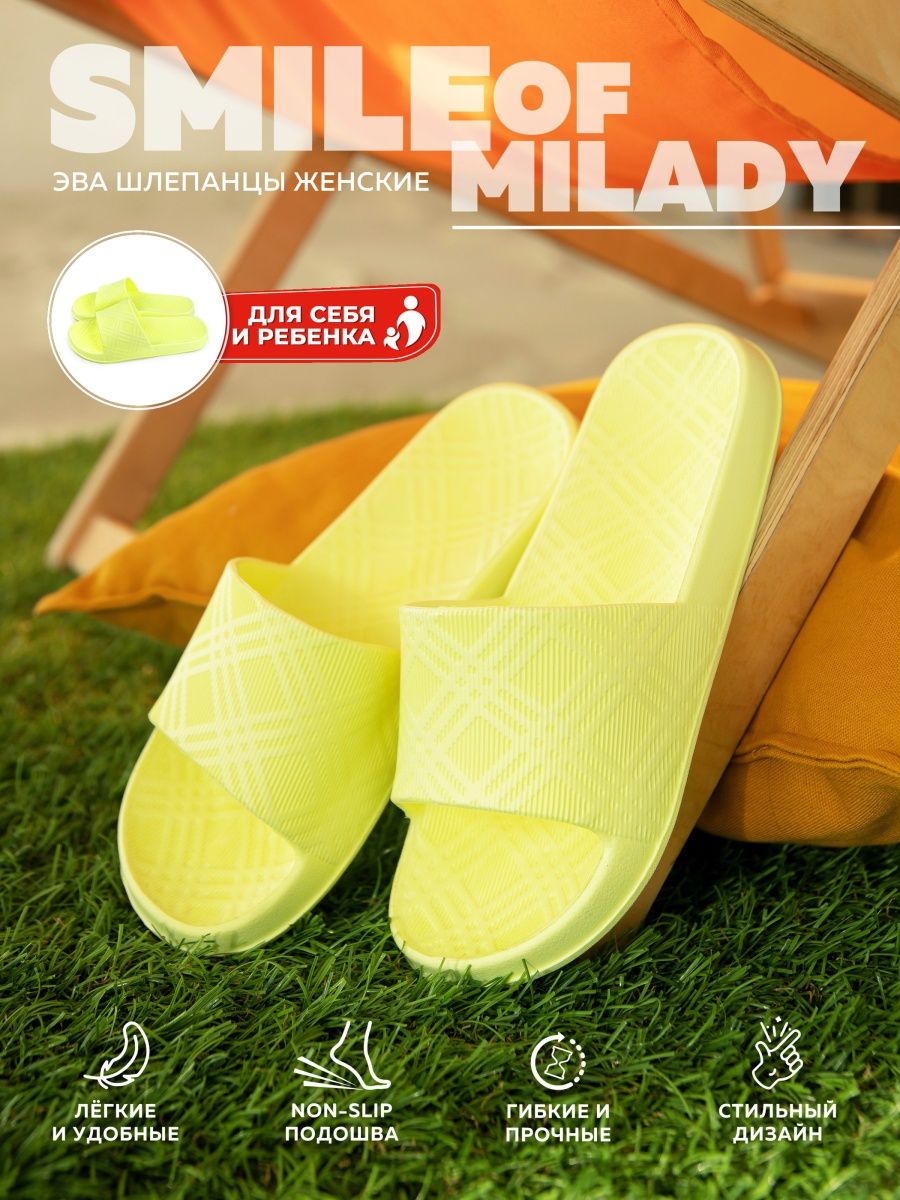 SMILE OF
MILADY
ЭВА ШЛЕПАНЦЫ ЖЕНСКИЕ
ДЛЯ СЕБЯ
И РЕБЕНКА
ЛЁГКИЕ
И УДОБНЫЕ
NON-SLIP
ПОДОШВА
ГИБКИЕ И
ПРОЧНЫЕ
СТИЛЬНЫЙ
ДИЗАЙН